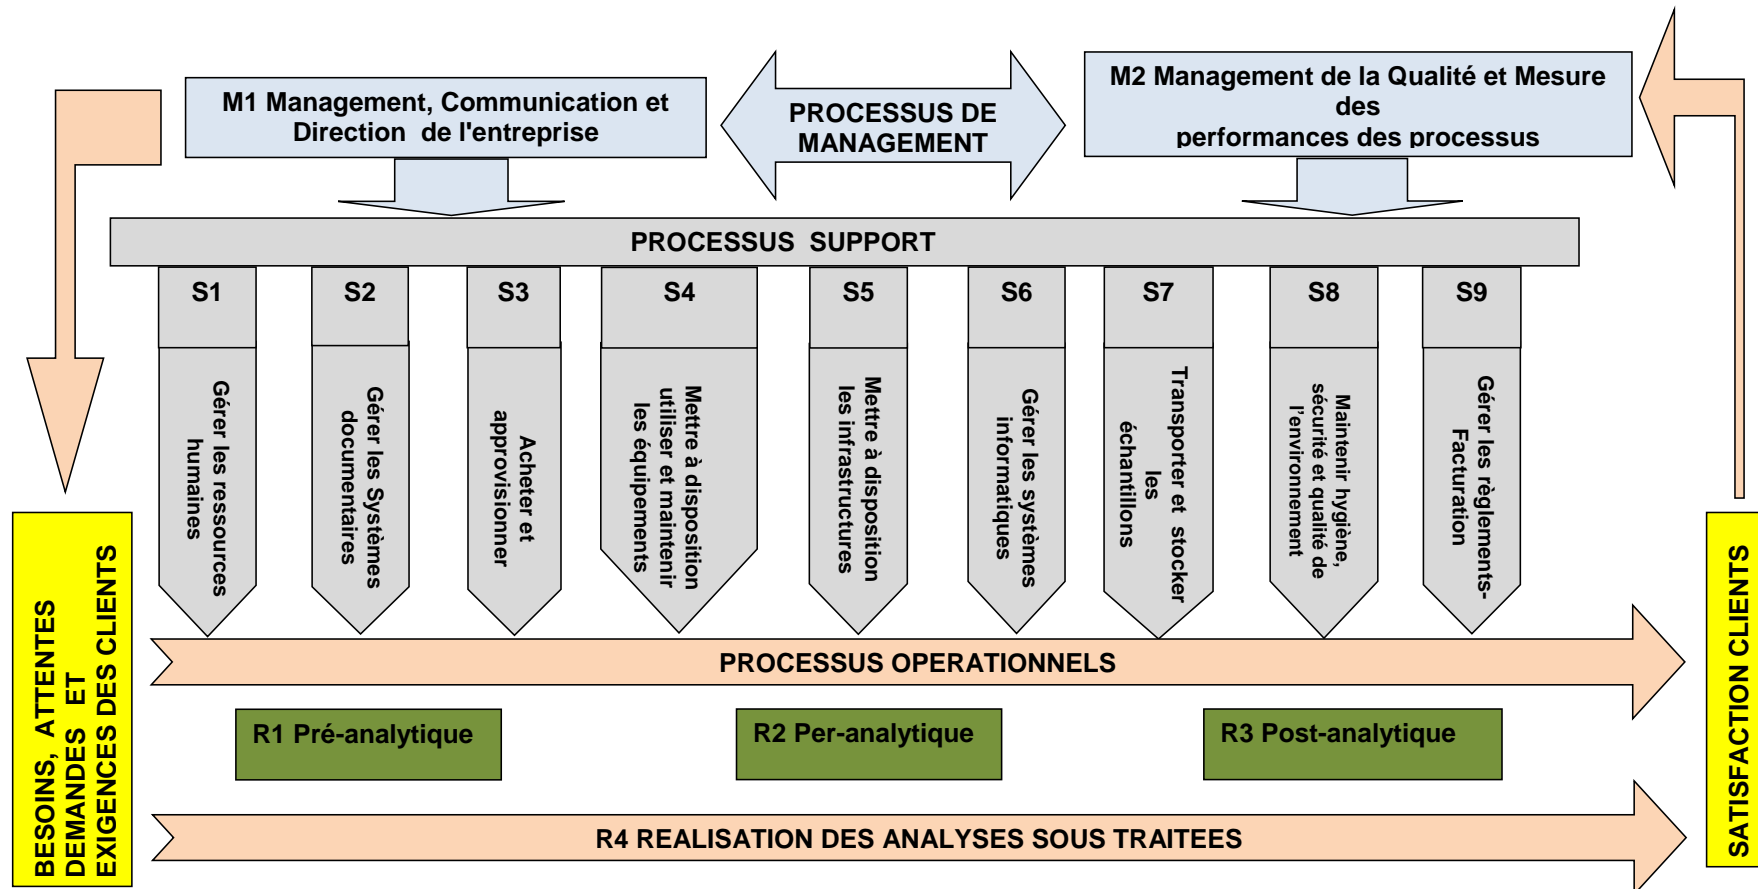 M1 Management, Communication et
Direction de l'entreprise
PROCESSUS DE
MANAGEMENT
M2 Management de la Qualité et Mesure
des
performances des processus
PROCESSUS SUPPORT
S1
S2
S3
S4
S5
S6
S7
S8
S9
Gérer les ressources
humaines
Gérer les Systèmes
documentaires
Acheter et
approvisionner
Mettre à disposition
utiliser et maintenir
les équipements
Mettre à disposition
les infrastructures
Gérer les systèmes
informatiques
Transporter et stocker
les
échantillons
Maintenir hygiène,
sécurité et qualité de
l'environnement
Gérer les règlements-
Facturation
BESOINS, ATTENTES
DEMANDES ET
EXIGENCES DES CLIENTS
PROCESSUS OPERATIONNELS
R1 Pré-analytique
R2 Per-analytique
R3 Post-analytique
R4 REALISATION DES ANALYSES SOUS TRAITEES
SATISFACTION CLIENTS